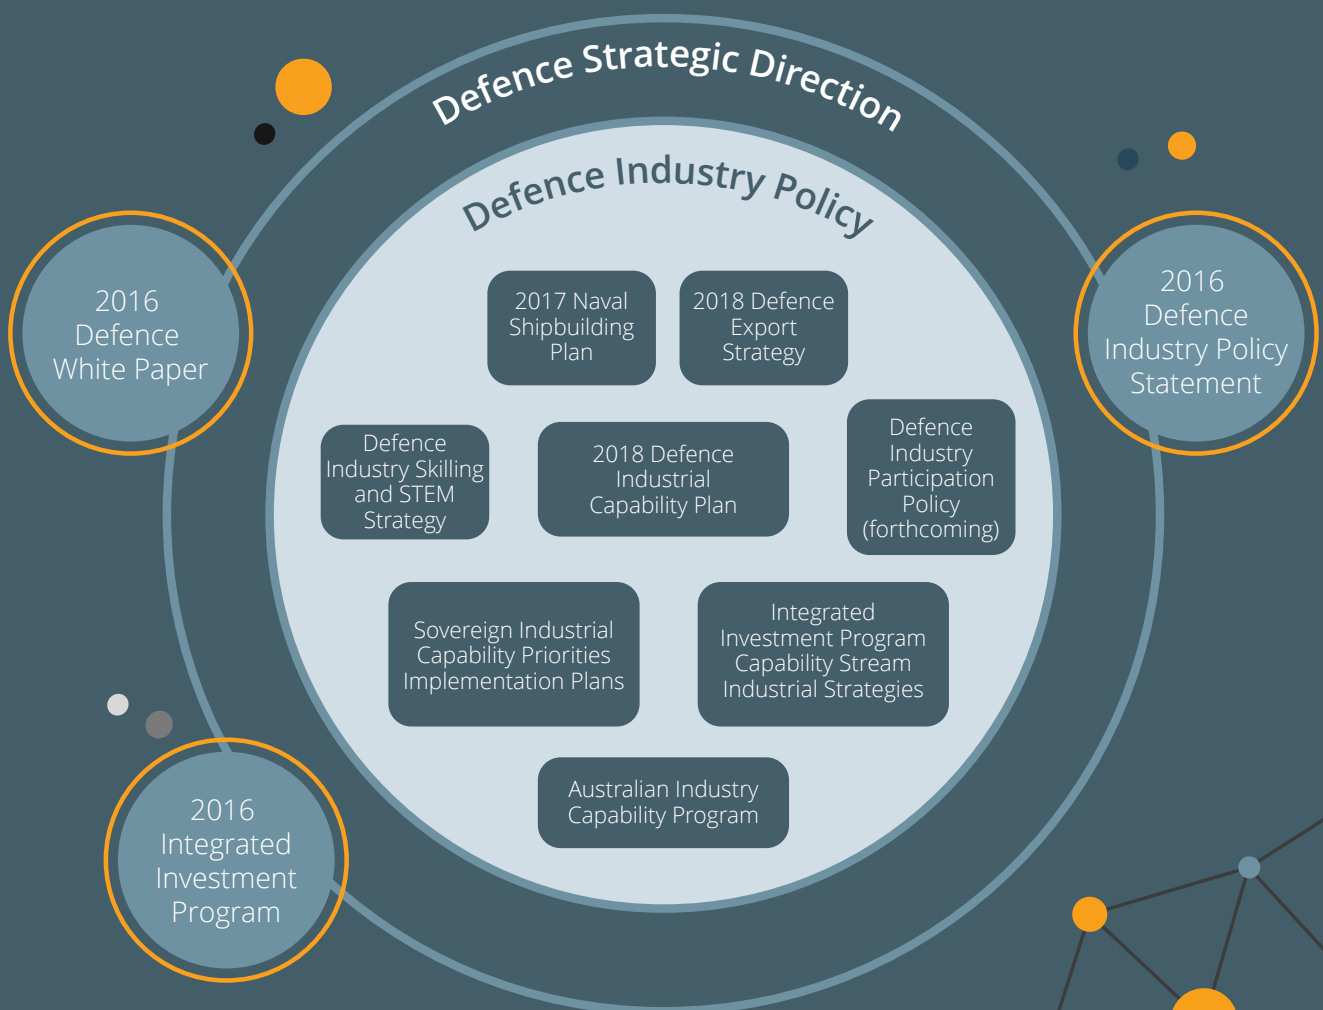 Defence Strategic Direction
Defence Industry Policy
2016
Defence
White Paper
2016
Defence
Industry Policy
Statement
2017 Naval
Shipbuilding
Plan
2018 Defence
Export
Strategy
Defence
Industry Skilling
and STEM
Strategy
2018 Defence
Industrial
Capability Plan
Defence
Industry
Participation
Policy
(forthcoming)
Sovereign Industrial
Capability Priorities
Implementation Plans
Integrated
Investment Program
Capability Stream
Industrial Strategies
Australian Industry
Capability Program
2016
Integrated
Investment
Program